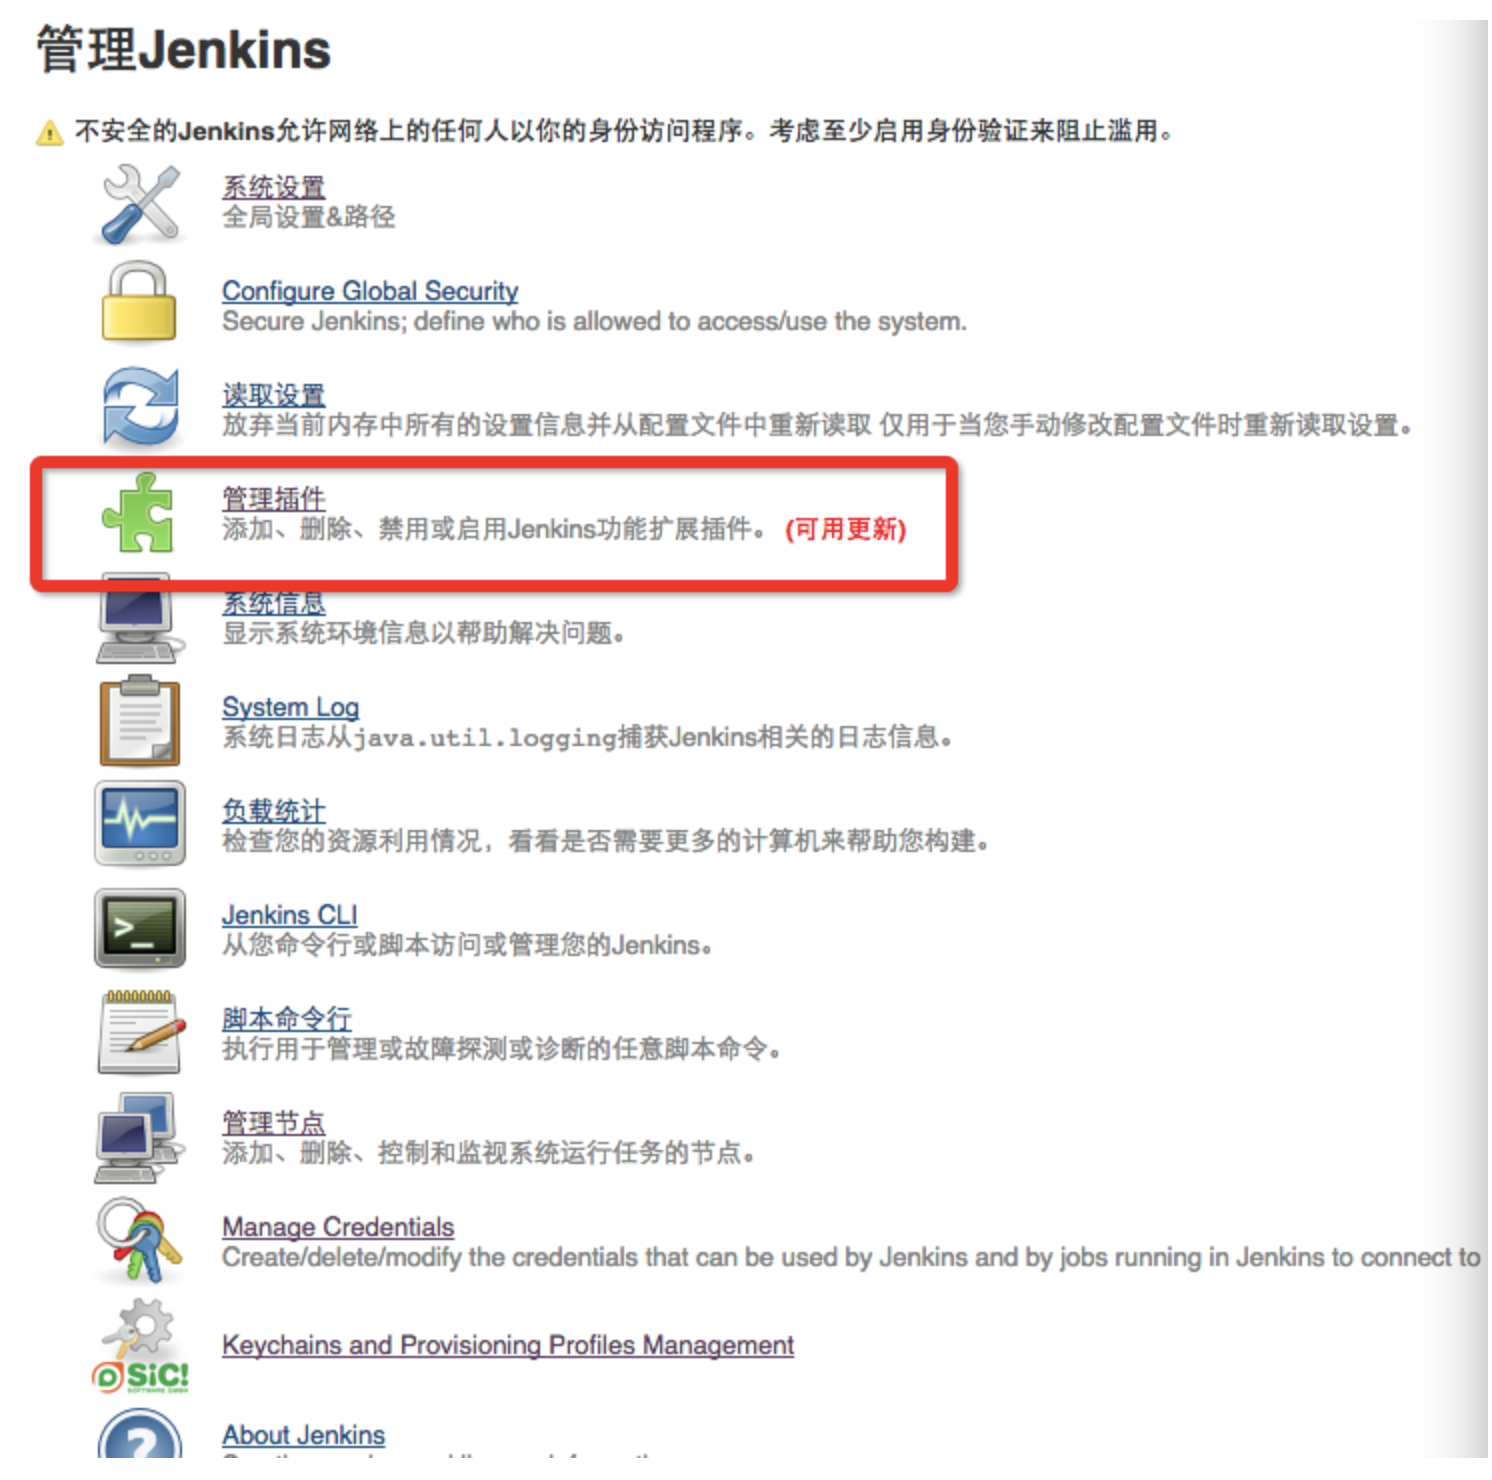 管理Jenkins
不安全的Jenkins允许网络上的任何人以你的身份访问程序。考虑至少启用身份验证来阻止滥用。
系统设置
全局设置&路径
Configure Global Security
Secure Jenkins; define who is allowed to access/use the system.
读取设置
放弃当前内存中所有的设置信息并从配置文件中重新读取 仅用于当您手动修改配置文件时重新读取设置。
管理插件
添加、删除、禁用或启用Jenkins功能扩展插件。 (可用更新)
系统信息
显示系统环境信息以帮助解决问题。
System Log
系统日志从java.util.logging捕获Jenkins相关的日志信息。
负载统计
检查您的资源利用情况，看看是否需要更多的计算机来帮助您构建。
Jenkins CLI
从您命令行或脚本访问或管理您的Jenkins。
脚本命令行
执行用于管理或故障探测或诊断的任意脚本命令。
管理节点
添加、删除、控制和监视系统运行任务的节点。
Manage Credentials
Create/delete/modify the credentials that can be used by Jenkins and by jobs running in Jenkins to connect to
SiC!
Keychains and Provisioning Profiles Management
About Jenkins